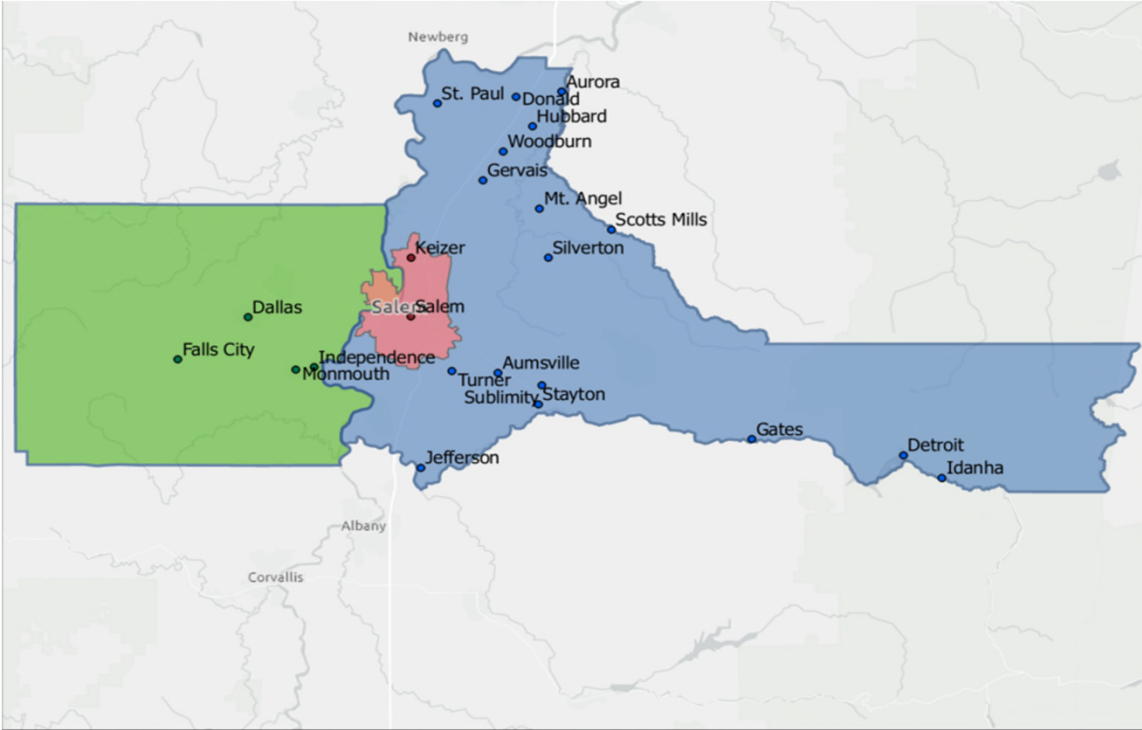 Newberg
Aurora
St. Paul
Donald
Hubbard
Woodburn
Gervais
Mt. Angel
Scotts Mills
Keizer
Silverton
Dallas
Salem
Salem
Falls City
Independence
Monmouth
Aumsville
Turner
Sublimity
Stayton
Gates
Detroit
Jefferson
Idanha
Albany
Corvallis